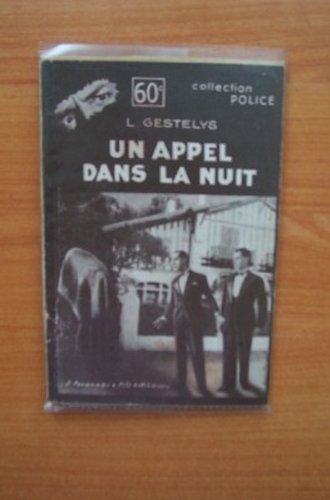 60c
collection
POLICE
L. GESTELYS
UN APPEL
DANS LA NUIT